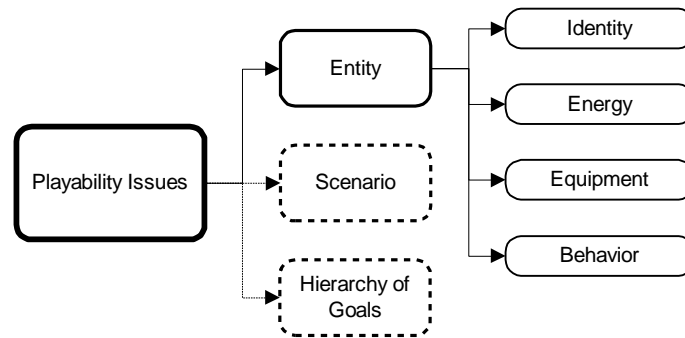 Playability Issues
Entity
Scenario
Hierarchy of
Goals
Identity
Energy
Equipment
Behavior